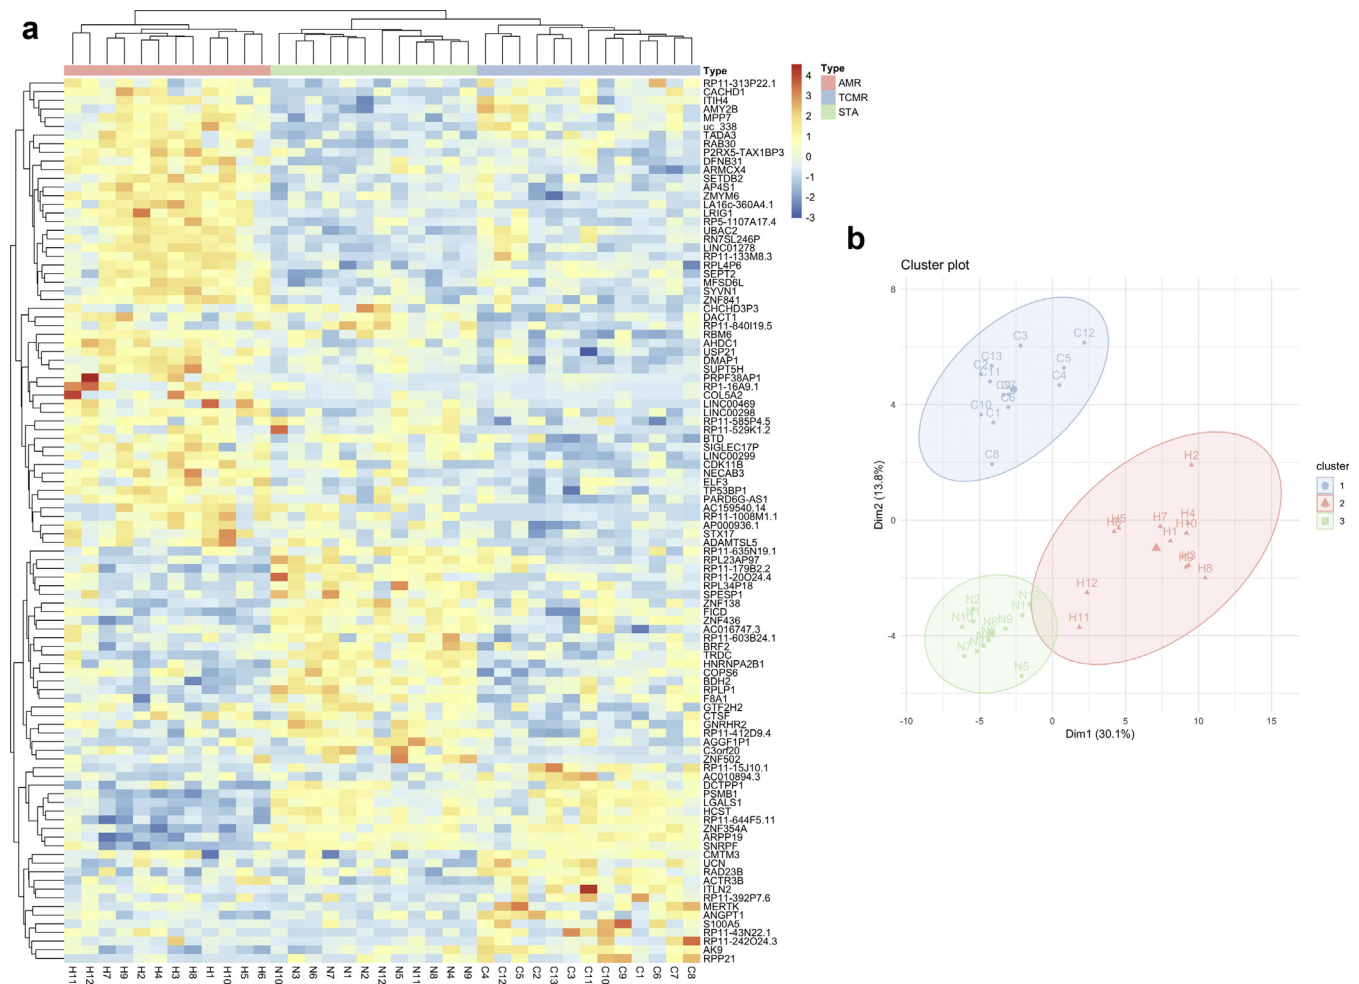 a
Type
RP11-313P22.1
CACHD1
ITIH4
AMY2B
MPP7
uc_338
TADA3
RAB30
P2RX5-TAX1BP3
DFNB31
ARMCX4
SETDB2
AP4S1
ZMYM6
LA16c-360A4.1
LRIG1
RP5-1107A17.4
UBAC2
RN7SL246P
LINC01278
RP11-133M8.3
RPL4P6
SEPT2
MFSD6L
SYVN1
ZNF841
CHCHD3P3
DACT1
RP11-840I19.5
RBM6
AHDC1
USP21
DMAP1
SUPT5H
PRPF38AP1
RP1-16A9.1
COL5A2
LINC00469
LINC00298
RP11-585P4.5
RP11-529K1.2
BTD
SIGLEC17P
LINC00299
CDK11B
NECAB3
ELF3
TP53BP1
PARD6G-AS1
AC159540.14
RP11-1008M1.1
AP000936.1
STX17
ADAMTSL5
RP11-635N19.1
RPL23AP97
RP11-179B2.2
RP11-20O24.4
RPL34P18
SPESP1
ZNF138
FICD
ZNF436
AC016747.3
RP11-603B24.1
BRF2
TRDC
HNRNPA2B1
COPS6
BDH2
RPLP1
F8A1
GTF2H2
CTSF
GNRHR2
RP11-412D9.4
AGGF1P1
C3orf20
ZNF502
RP11-15J10.1
AC010894.3
DCTPP1
PSMB1
LGALS1
HCST
RP11-644F5.11
ZNF354A
ARPP19
SNRPF
CMTM3
UCN
RAD23B
ACTR3B
ITLN2
RP11-392P7.6
MERTK
ANGPT1
S100A5
RP11-43N22.1
RP11-242O24.3
AK9
RPP21
H11 H12 H7 H9 H2 H4 H3 H8 H1 H10 H5 H6 N10 N3 N6 N7 N1 N2 N12 N5 N11 N8 N4 N9 C4 C12 C5 C2 C13 C3 C11 C10 C9 C1 C6 C7 C8
4
3
2
1
0
-1
-2
-3
Type
AMR
TCMR
STA
b
Cluster plot
8
4
0
-4
Dim2 (13.8%)
C3
C12
C13
C2
C11
C5
C4
C6
C10
C1
C8
H2
H7
H4
H5
H10
H1
H8
H12
H11
N2
N12
N10
N11
N8
N9
N7
N5
-10 -5 0 5 10 15
Dim1 (30.1%)
cluster
1
2
3